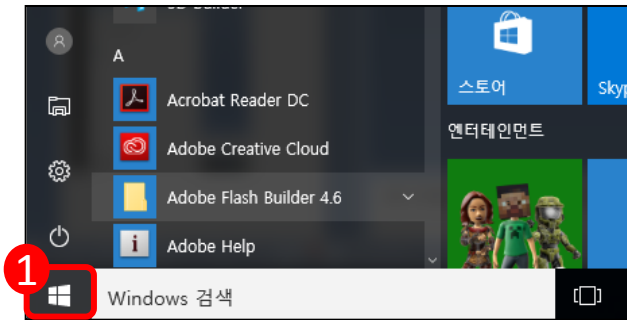 A
Acrobat Reader DC
Adobe Creative Cloud
Adobe Flash Builder 4.6
Adobe Help
스토어
Skyp
엔터테인먼트
1
Windows 검색